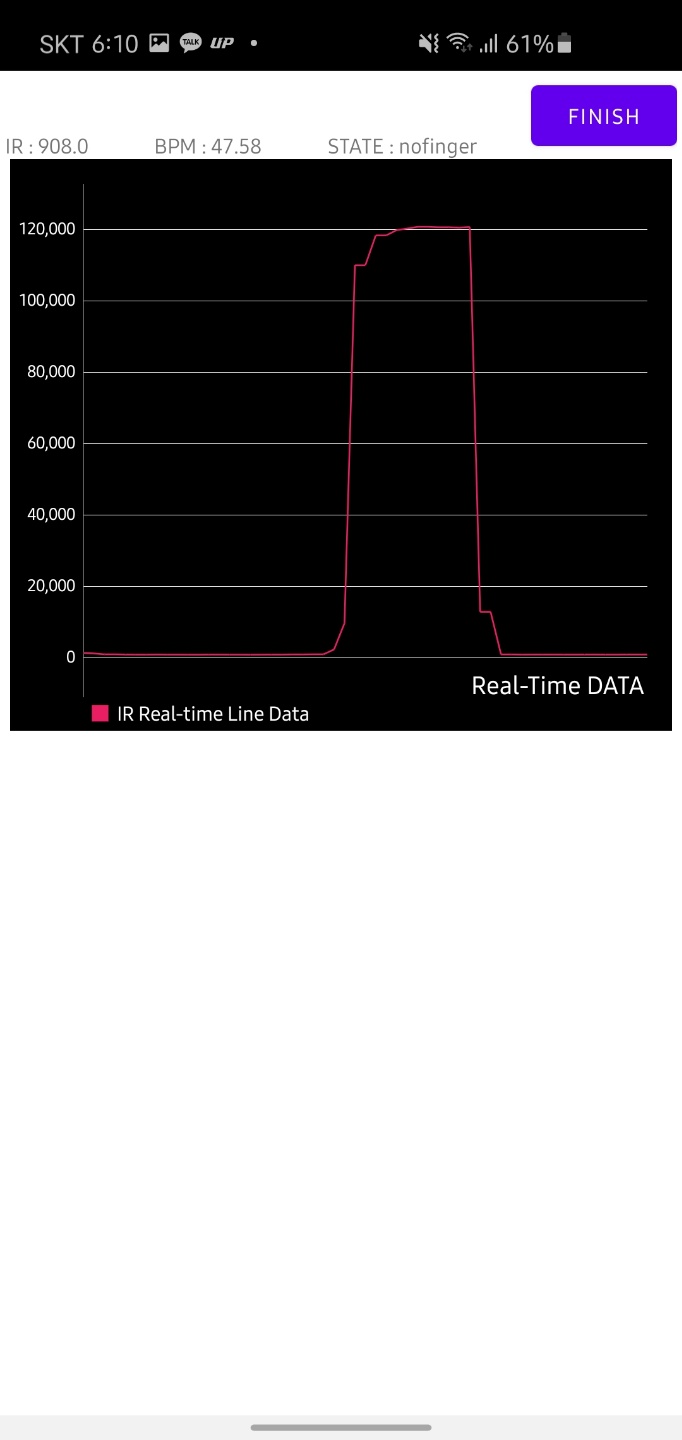 SKT 6:10 TALK UP 61%
FINISH
IR : 908.0 BPM : 47.58 STATE : nofinger
120,000
100,000
80,000
60,000
40,000
20,000
0
Real-Time DATA
IR Real-time Line Data